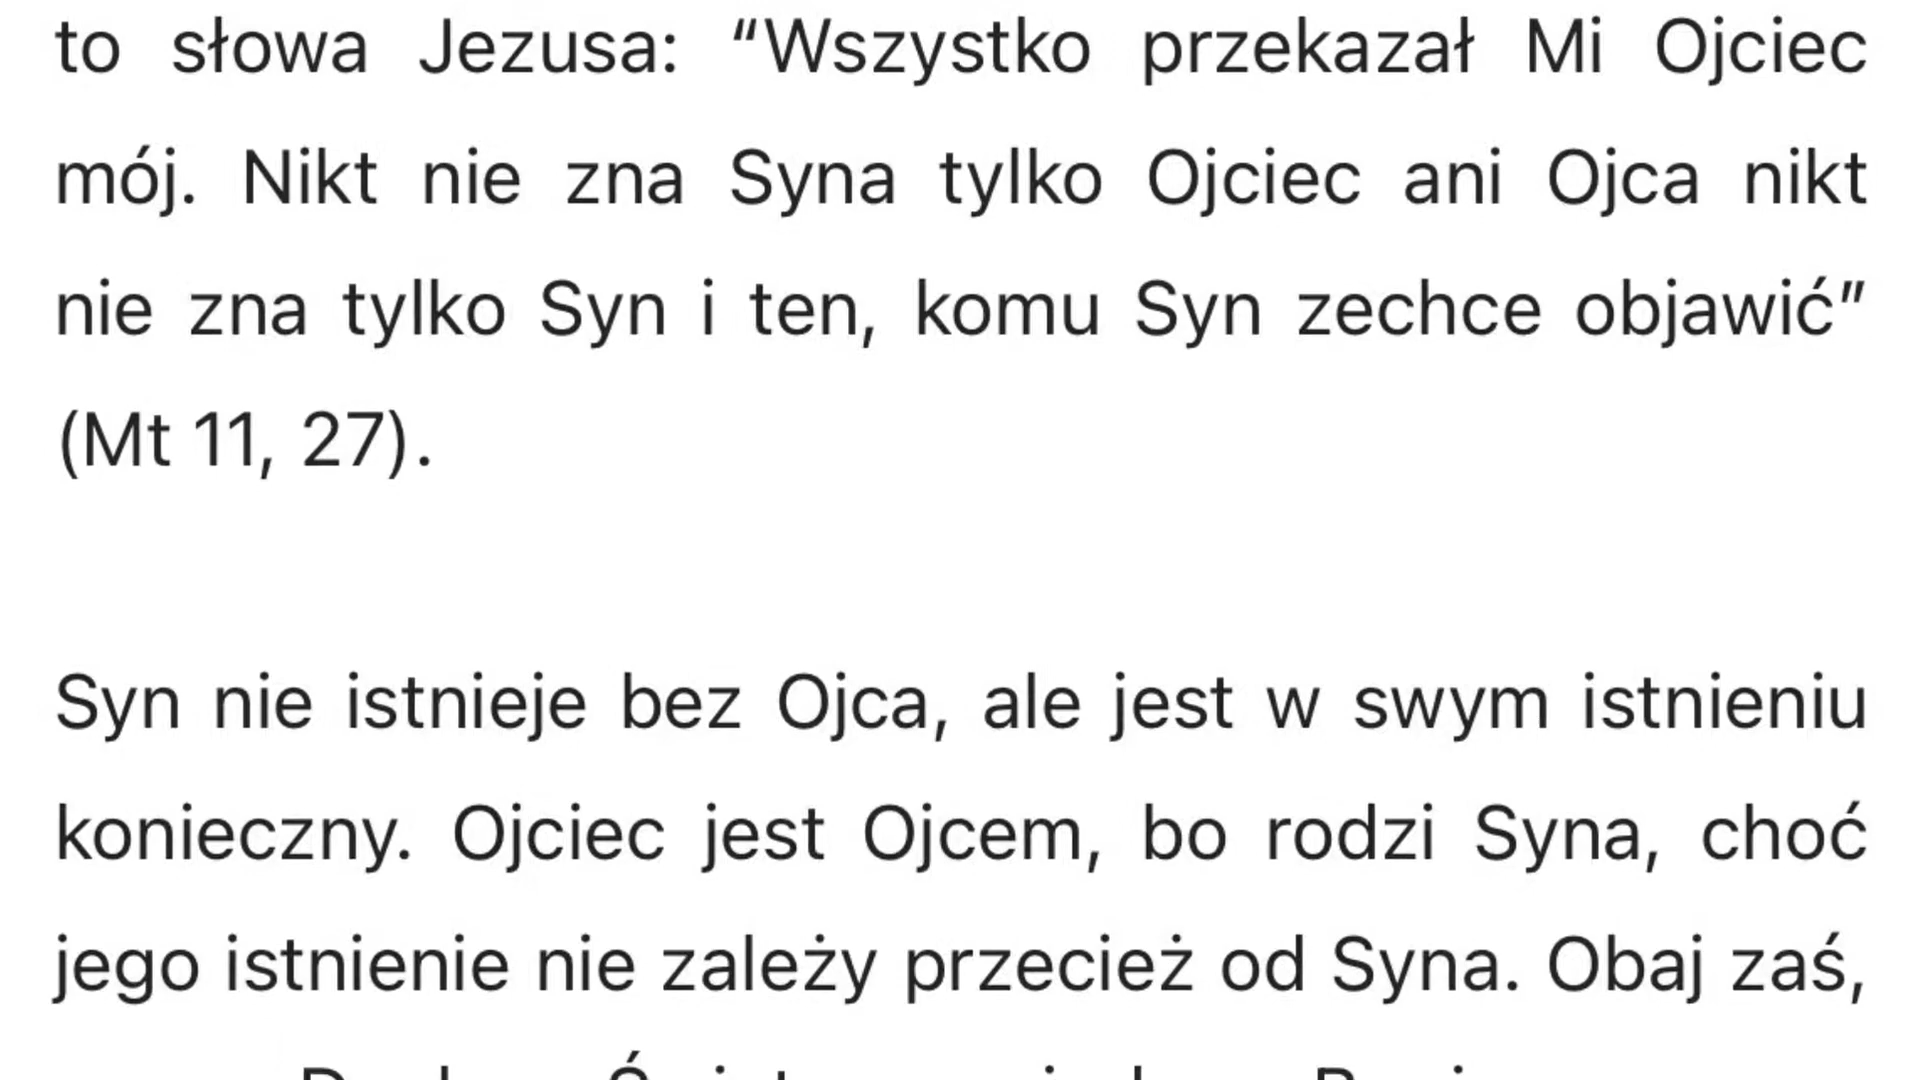 to słowa Jezusa: “Wszystko przekazał Mi Ojciec
mój. Nikt nie zna Syna tylko Ojciec ani Ojca nikt
nie zna tylko Syn i ten, komu Syn zechce objawić”
(Mt 11, 27).
Syn nie istnieje bez Ojca, ale jest w swym istnieniu
konieczny. Ojciec jest Ojcem, bo rodzi Syna, choć
jego istnienie nie zależy przecież od Syna. Obaj zaś,